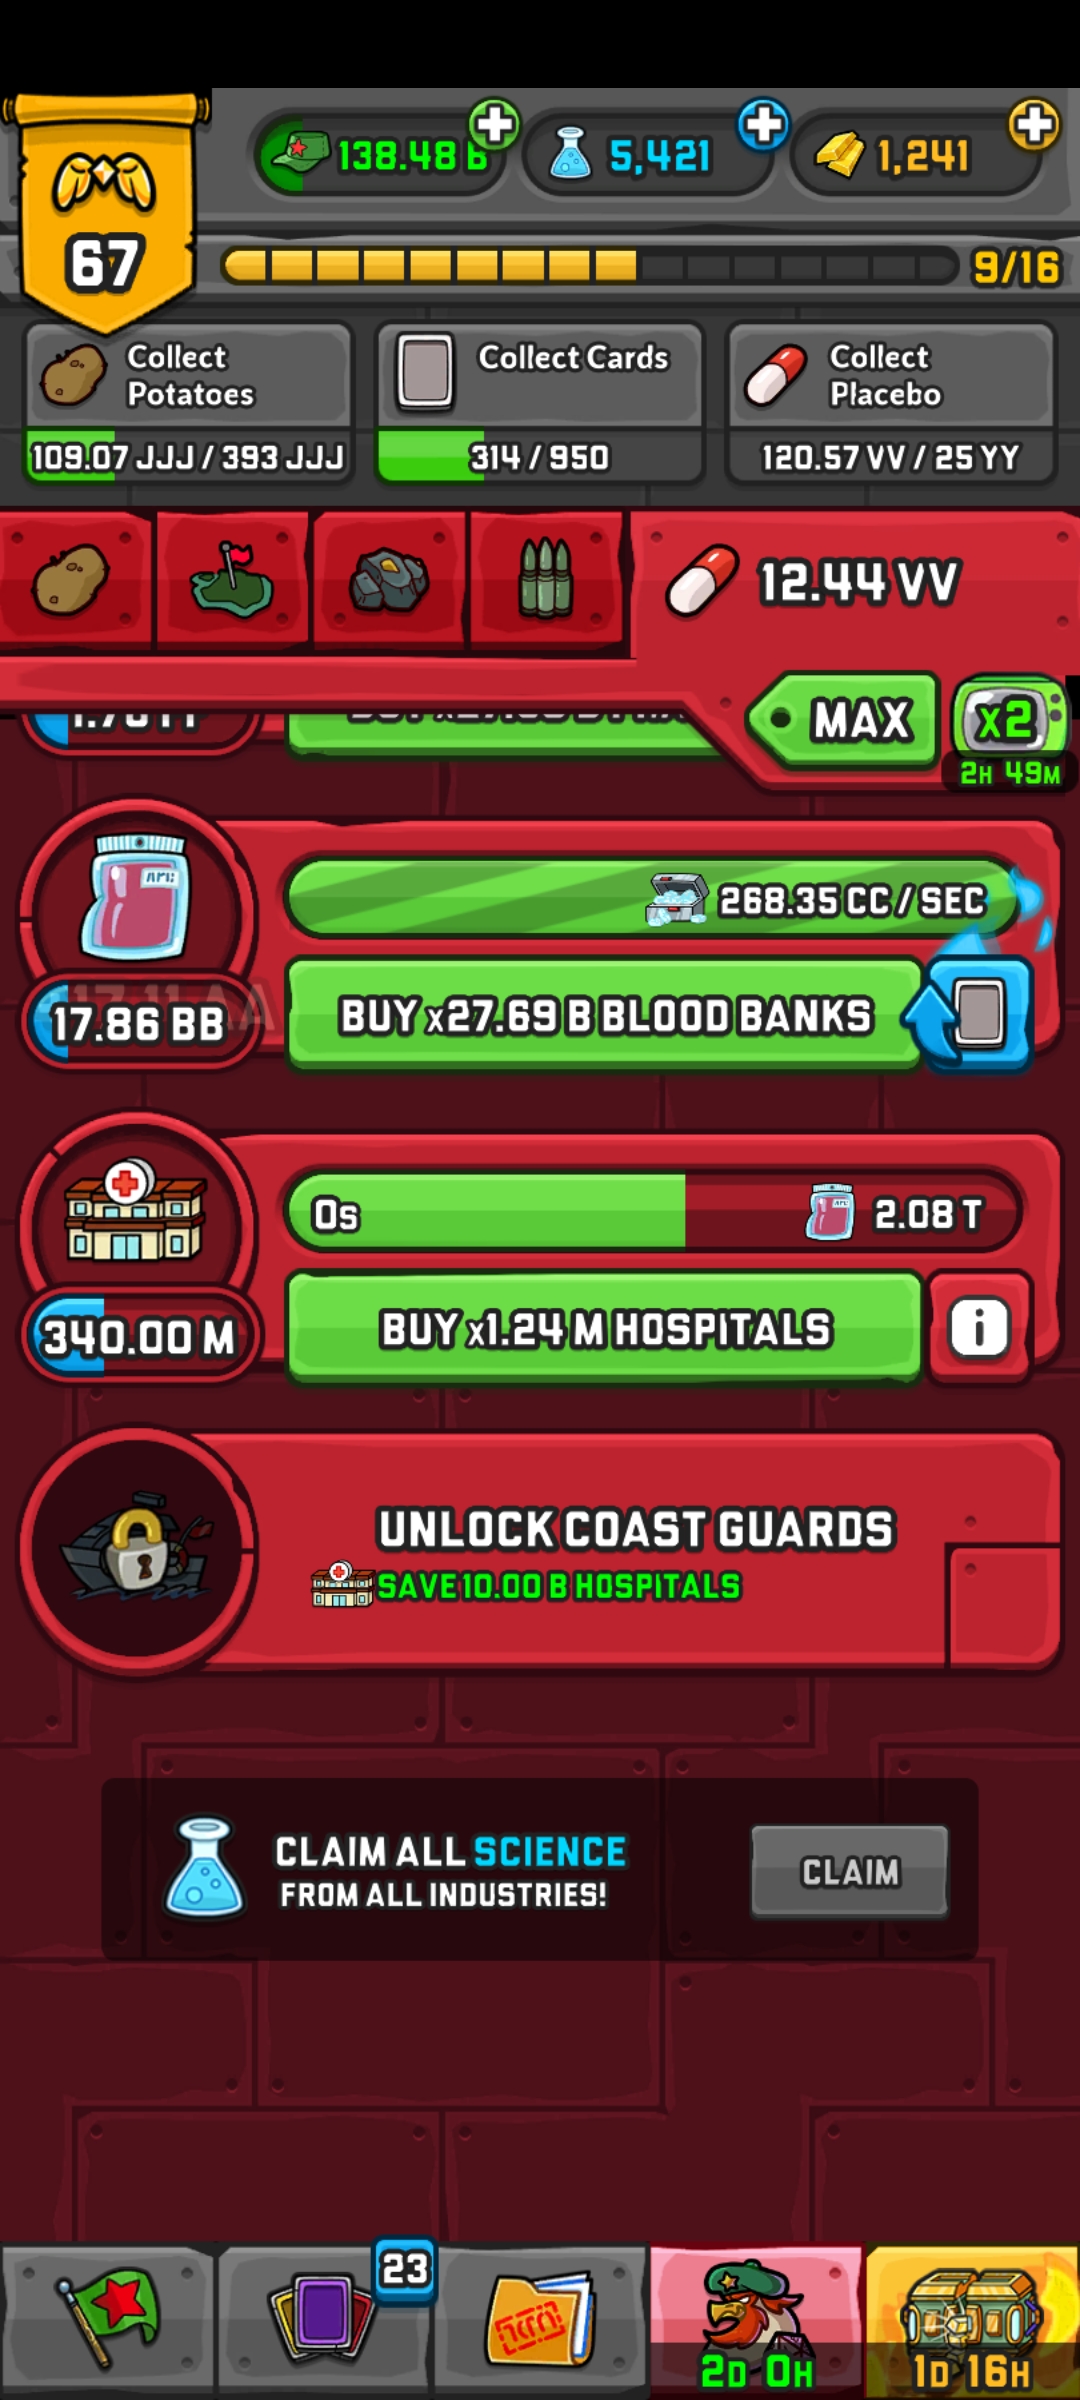 138.48 B
5,421
1,241
67
9/16
Collect
Potatoes
109.07 JJJ / 393 JJJ
Collect Cards
314 / 950
Collect
Placebo
120.57 VV / 25 YY
12.44 VV
MAX
x2
2H 49M
268.35 CC / SEC
17.86 BB
BUY x27.69 B BLOOD BANKS
0s
2.08 T
340.00 M
BUY x1.24 M HOSPITALS
i
UNLOCK COAST GUARDS
SAVE 10.00 B HOSPITALS
CLAIM ALL SCIENCE
FROM ALL INDUSTRIES!
CLAIM
23
2D 0H
1D 16H